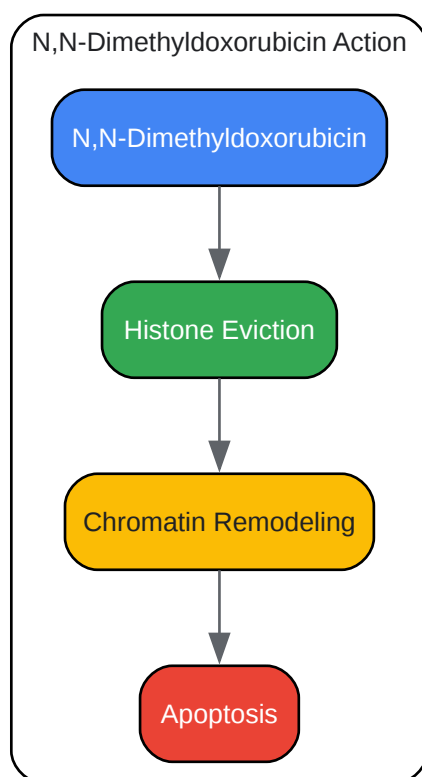 N,N-Dimethyldoxorubicin Action
N,N-Dimethyldoxorubicin
Histone Eviction
Chromatin Remodeling
Apoptosis